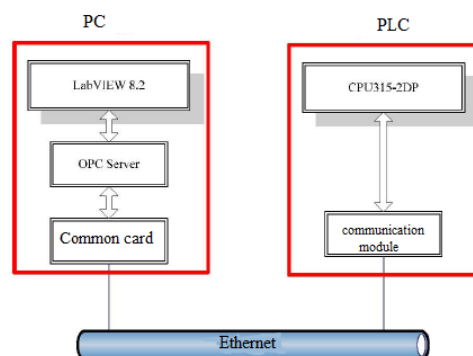 PC
PLC
LabVIEW 8.2
CPU315-2DP
OPC Server
Common card
communication
module
Ethernet